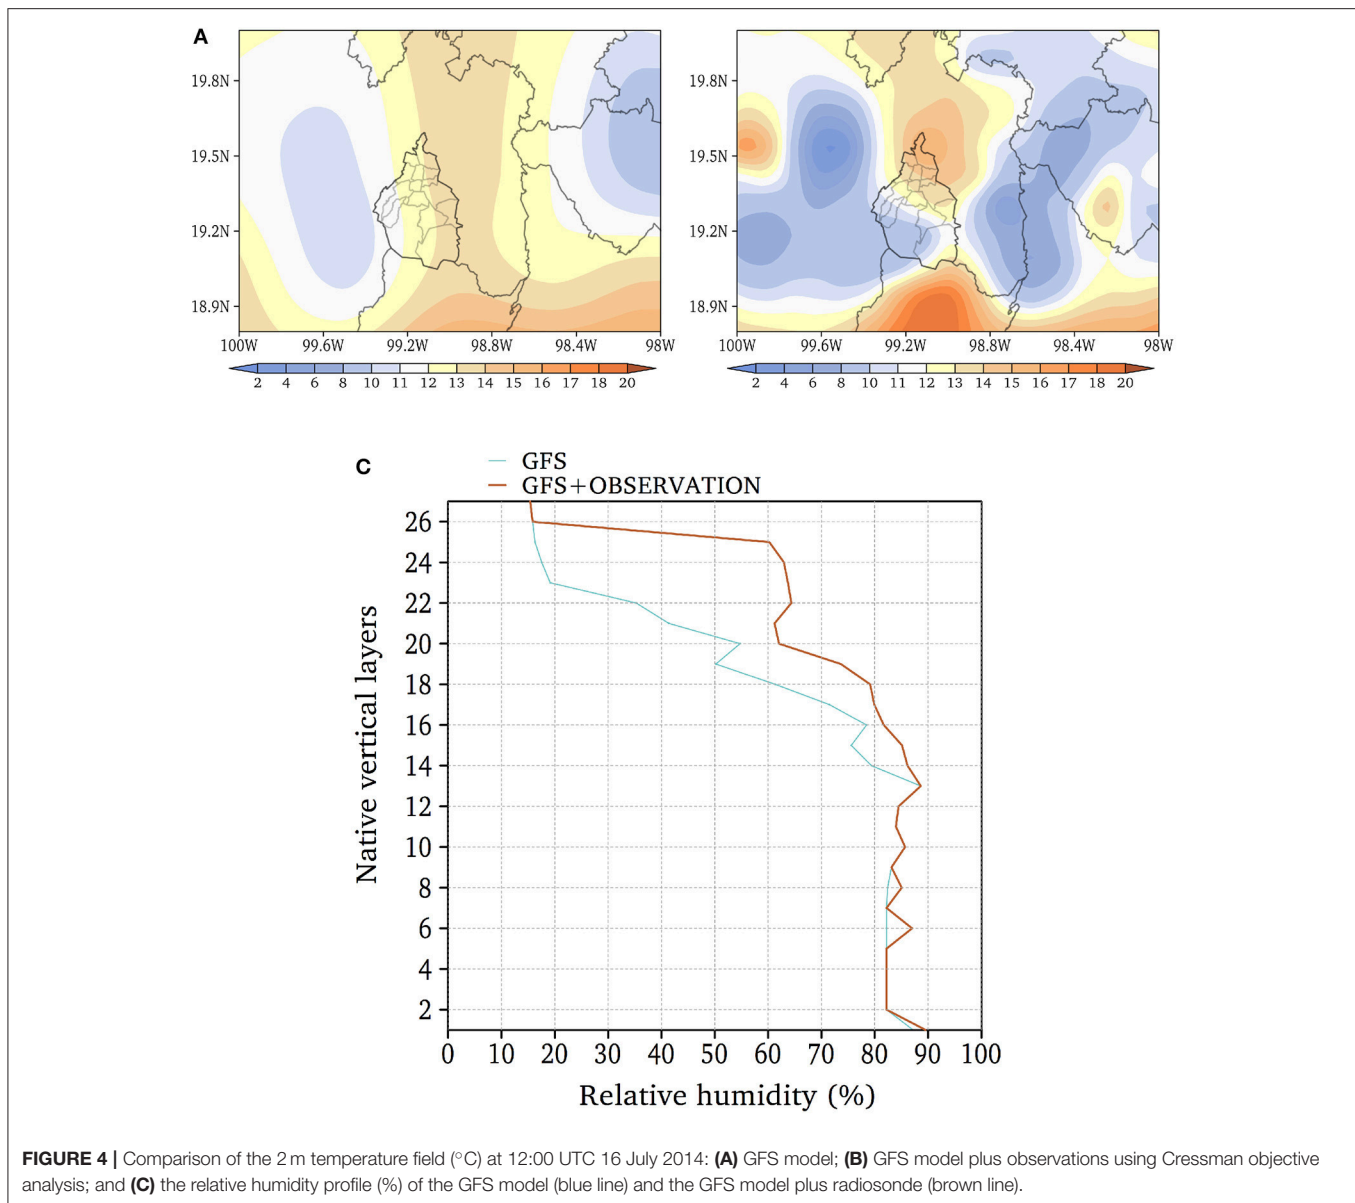 A
19.8N
19.5N
19.2N
18.9N
100W 99.6W 99.2W 98.8W 98.4W 98W
2 4 6 8 10 11 12 13 14 15 16 17 18 20
19.8N
19.5N
19.2N
18.9N
100W 99.6W 99.2W 98.8W 98.4W 98W
2 4 6 8 10 11 12 13 14 15 16 17 18 20
C
GFS
GFS+OBSERVATION
Native vertical layers
26
24
22
20
18
16
14
12
10
8
6
4
2
0 10 20 30 40 50 60 70 80 90 100
Relative humidity (%)
FIGURE 4 | Comparison of the 2 m temperature field (°C) at 12:00 UTC 16 July 2014: (A) GFS model; (B) GFS model plus observations using Cressman objective
analysis; and (C) the relative humidity profile (%) of the GFS model (blue line) and the GFS model plus radiosonde (brown line).